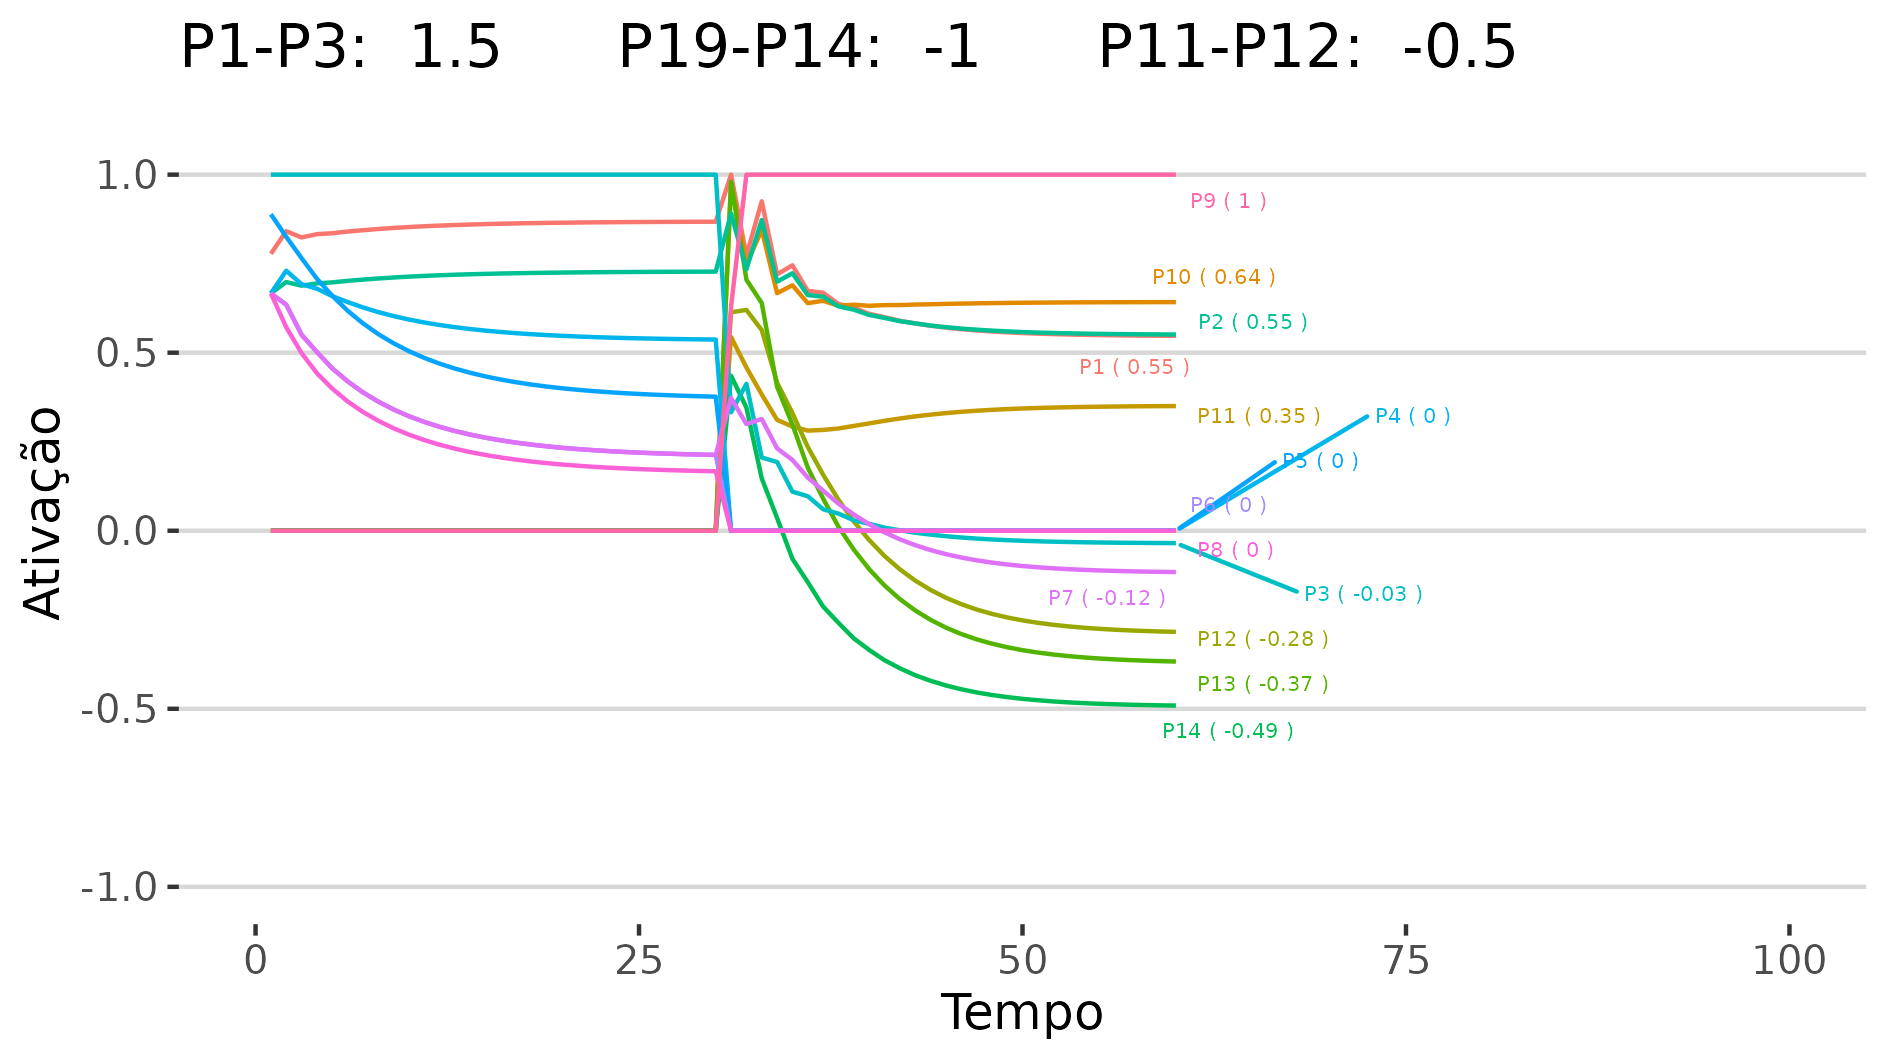 P1-P3: 1.5 P19-P14: -1 P11-P12: -0.5
Ativação
1.0
0.5
0.0
-0.5
-1.0
P9 ( 1 )
P10 ( 0.64 )
P2 ( 0.55 )
P1 ( 0.55 )
P11 ( 0.35 )
P4 ( 0 )
P5 ( 0 )
P6 ( 0 )
P8 ( 0 )
P3 ( -0.03 )
P7 ( -0.12 )
P12 ( -0.28 )
P13 ( -0.37 )
P14 ( -0.49 )
0 25 50 75 100
Tempo